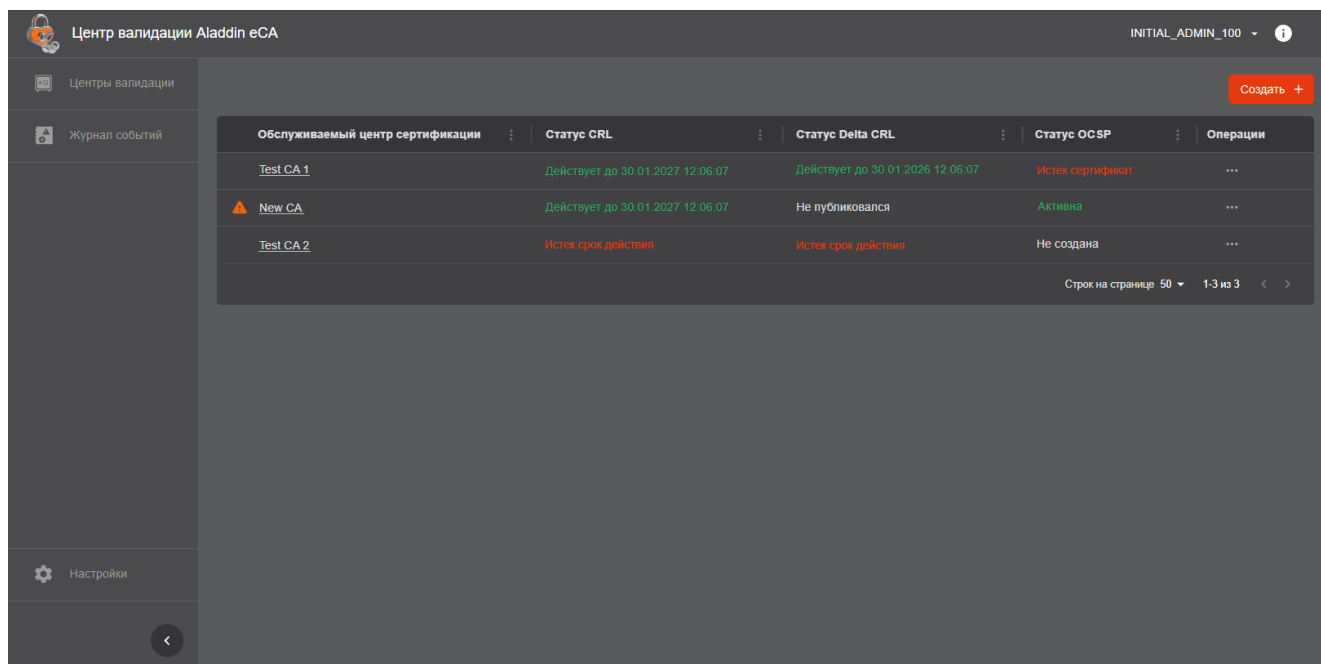 Центр валидации Aladdin eCA
INITIAL_ADMIN_100
Центры валидации
Создать +
Журнал событий
Обслуживаемый центр сертификации Статус CRL Статус Delta CRL Статус OCSP Операции
Test CA 1 Действует до 30.01.2027 12:06:07 Действует до 30.01.2026 12:06:07 Истек сертификат
New CA Действует до 30.01.2027 12:06:07 Не публиковался Активна
Test CA 2 Истек срок действия Истек срок действия Не создана
Строк на странице 50 1-3 из 3
Настройки